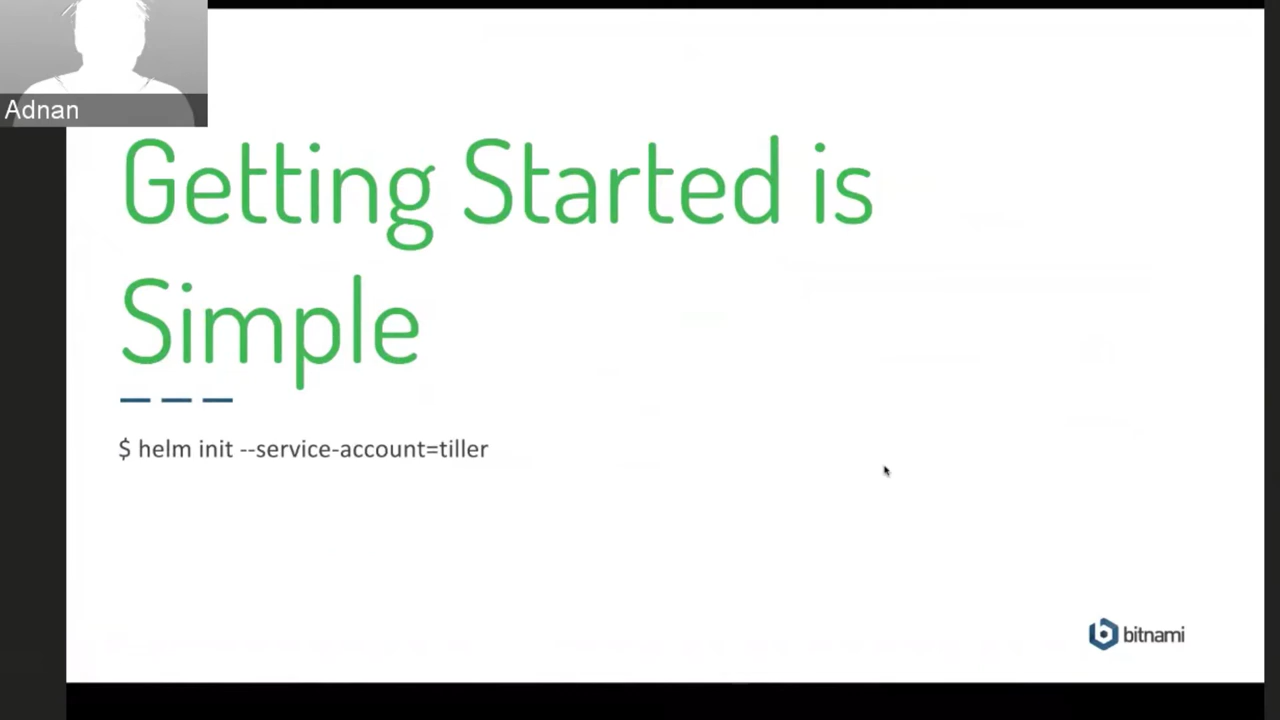 Adnan
Getting Started is
Simple
$ helm init --service-account=tiller
bitnami